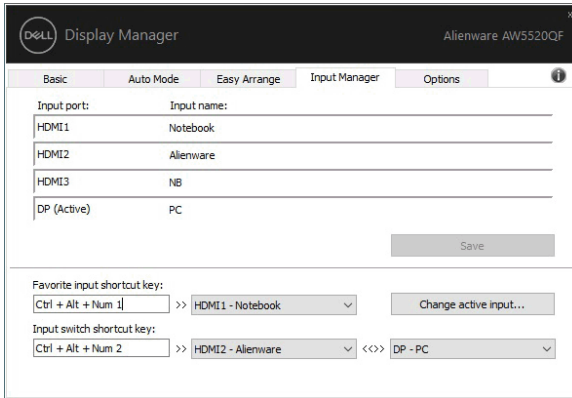 DELL Display Manager Alienware AW5520QF
Basic Auto Mode Easy Arrange Input Manager Options
Input port: Input name:
HDMI1 Notebook
HDMI2 Alienware
HDMI3 NB
DP (Active) PC
Save
Favorite input shortcut key:
Ctrl + Alt + Num 1 >> HDMI1 - Notebook Change active input...
Input switch shortcut key:
Ctrl + Alt + Num 2 >> HDMI2 - Alienware <<>> DP - PC